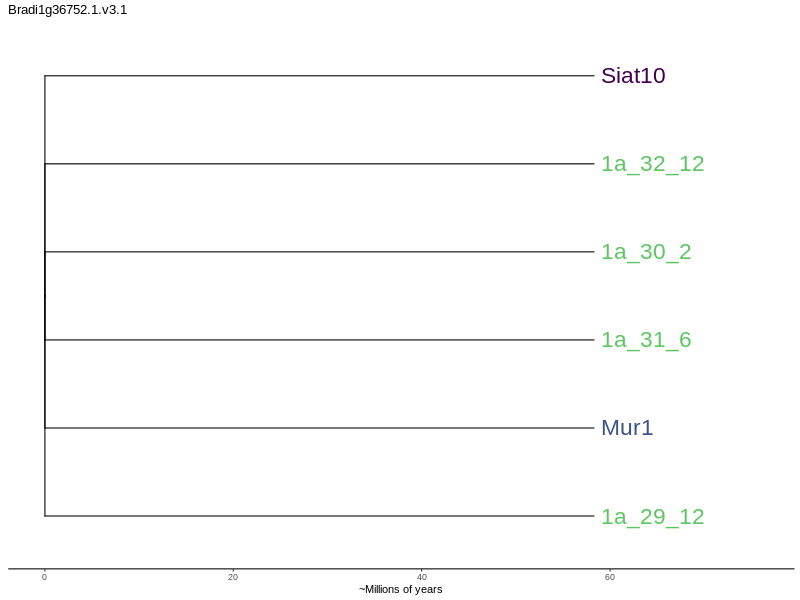 Bradi1g36752.1.v3.1
Siat10
1a_32_12
1a_30_2
1a_31_6
Mur1
1a_29_12
0 20 40 60
~Millions of years